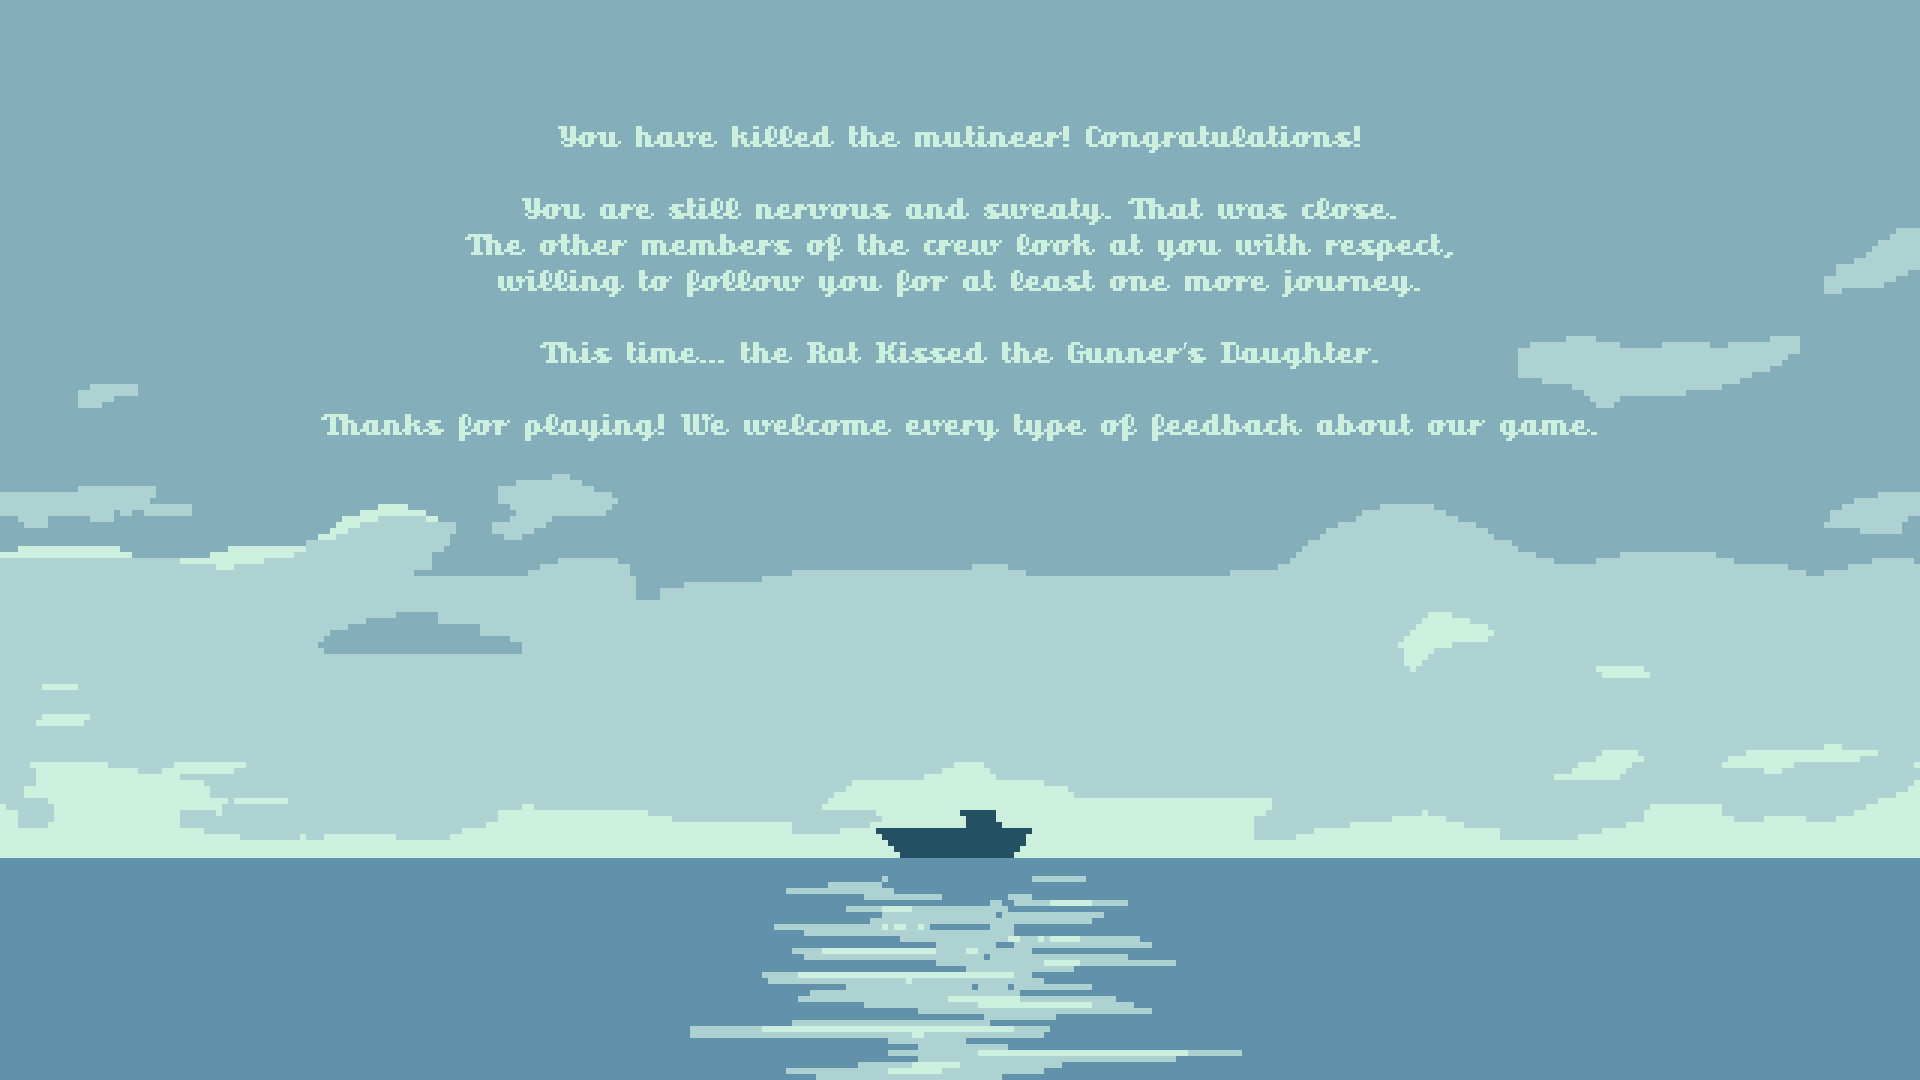 You have killed the mutineer! Congratulations!
You are still nervous and sweaty. That was close.
The other members of the crew look at you with respect,
willing to follow you for at least one more journey.
This time... the Rat Kissed the Gunner's Daughter.
Thanks for playing! We welcome every type of feedback about our game.